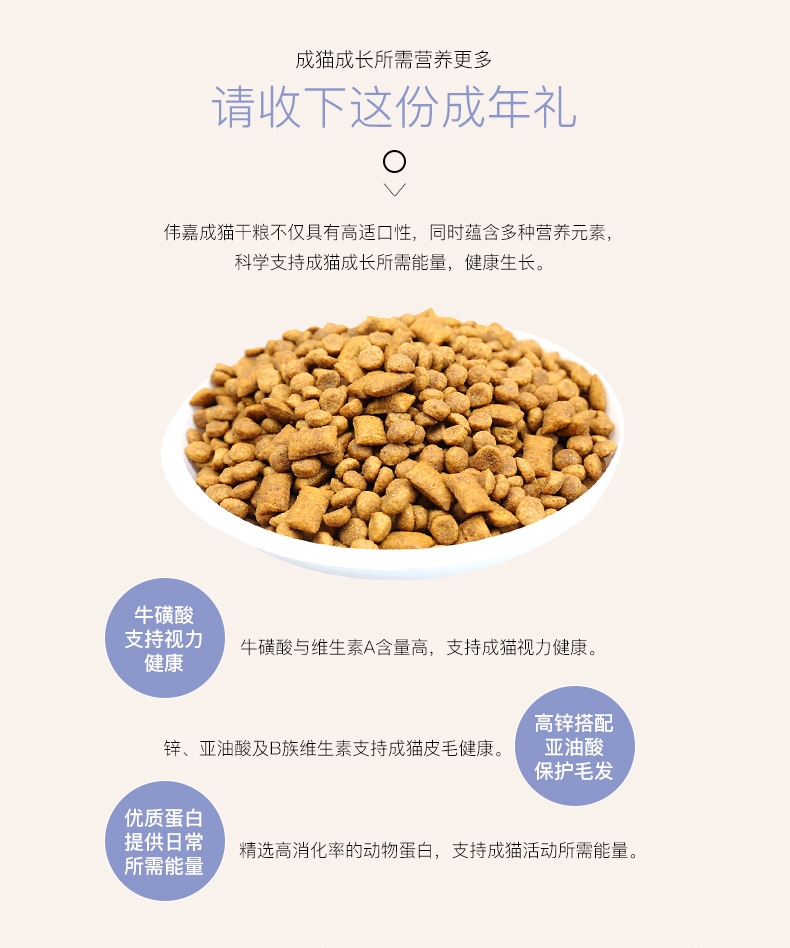 成猫成长所需营养更多
请收下这份成年礼
伟嘉成猫干粮不仅具有高适口性，同时蕴含多种营养元素，
科学支持成猫成长所需能量，健康生长。
牛磺酸
支持视力
健康
牛磺酸与维生素A含量高，支持成猫视力健康。
锌、亚油酸及B族维生素支持成猫皮毛健康。
高锌搭配
亚油酸
保护毛发
优质蛋白
提供日常
所需能量
精选高消化率的动物蛋白，支持成猫活动所需能量。